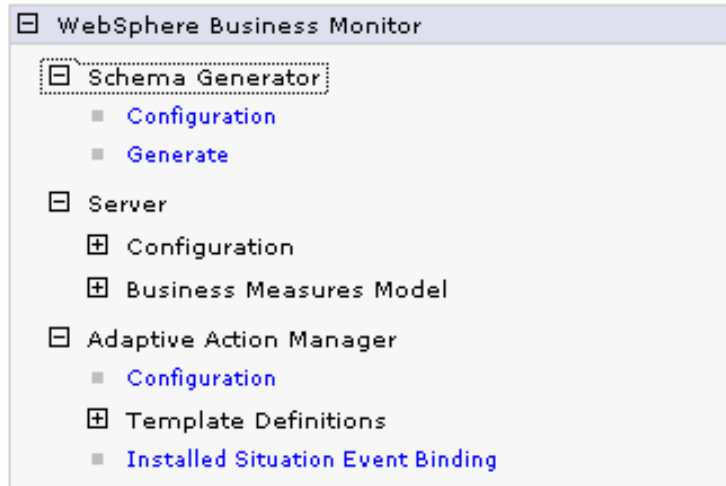 WebSphere Business Monitor
Schema Generator
Configuration
Generate
Server
Configuration
Business Measures Model
Adaptive Action Manager
Configuration
Template Definitions
Installed Situation Event Binding